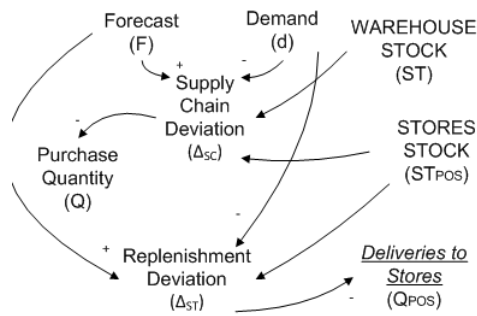 Forecast
(F)
Demand
(d)
WAREHOUSE
STOCK
(ST)
+
-
Supply
Chain
Deviation
(ΔSC)
-
Purchase
Quantity
(Q)
STORES
STOCK
(STPOS)
-
+
Replenishment
Deviation
(ΔST)
Deliveries to
Stores
(QPOS)
-